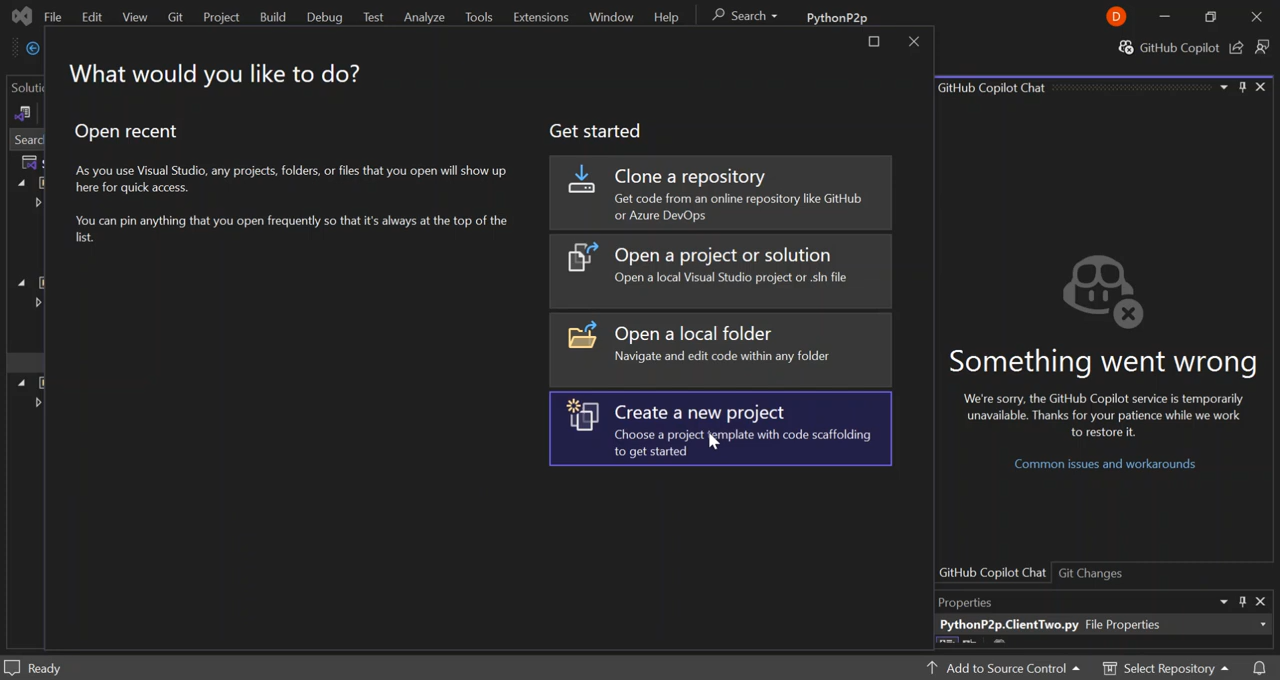 File Edit View Git Project Build Debug Test Analyze Tools Extensions Window Help Search PythonP2p D
GitHub Copilot
What would you like to do?
Open recent
As you use Visual Studio, any projects, folders, or files that you open will show up
here for quick access.
You can pin anything that you open frequently so that it's always at the top of the
list.
Get started
Clone a repository
Get code from an online repository like GitHub
or Azure DevOps
Open a project or solution
Open a local Visual Studio project or .sln file
Open a local folder
Navigate and edit code within any folder
Create a new project
Choose a project template with code scaffolding
to get started
GitHub Copilot Chat
Something went wrong
We're sorry, the GitHub Copilot service is temporarily
unavailable. Thanks for your patience while we work
to restore it.
Common issues and workarounds
GitHub Copilot Chat Git Changes
Properties
PythonP2p.ClientTwo.py File Properties
Ready Add to Source Control Select Repository